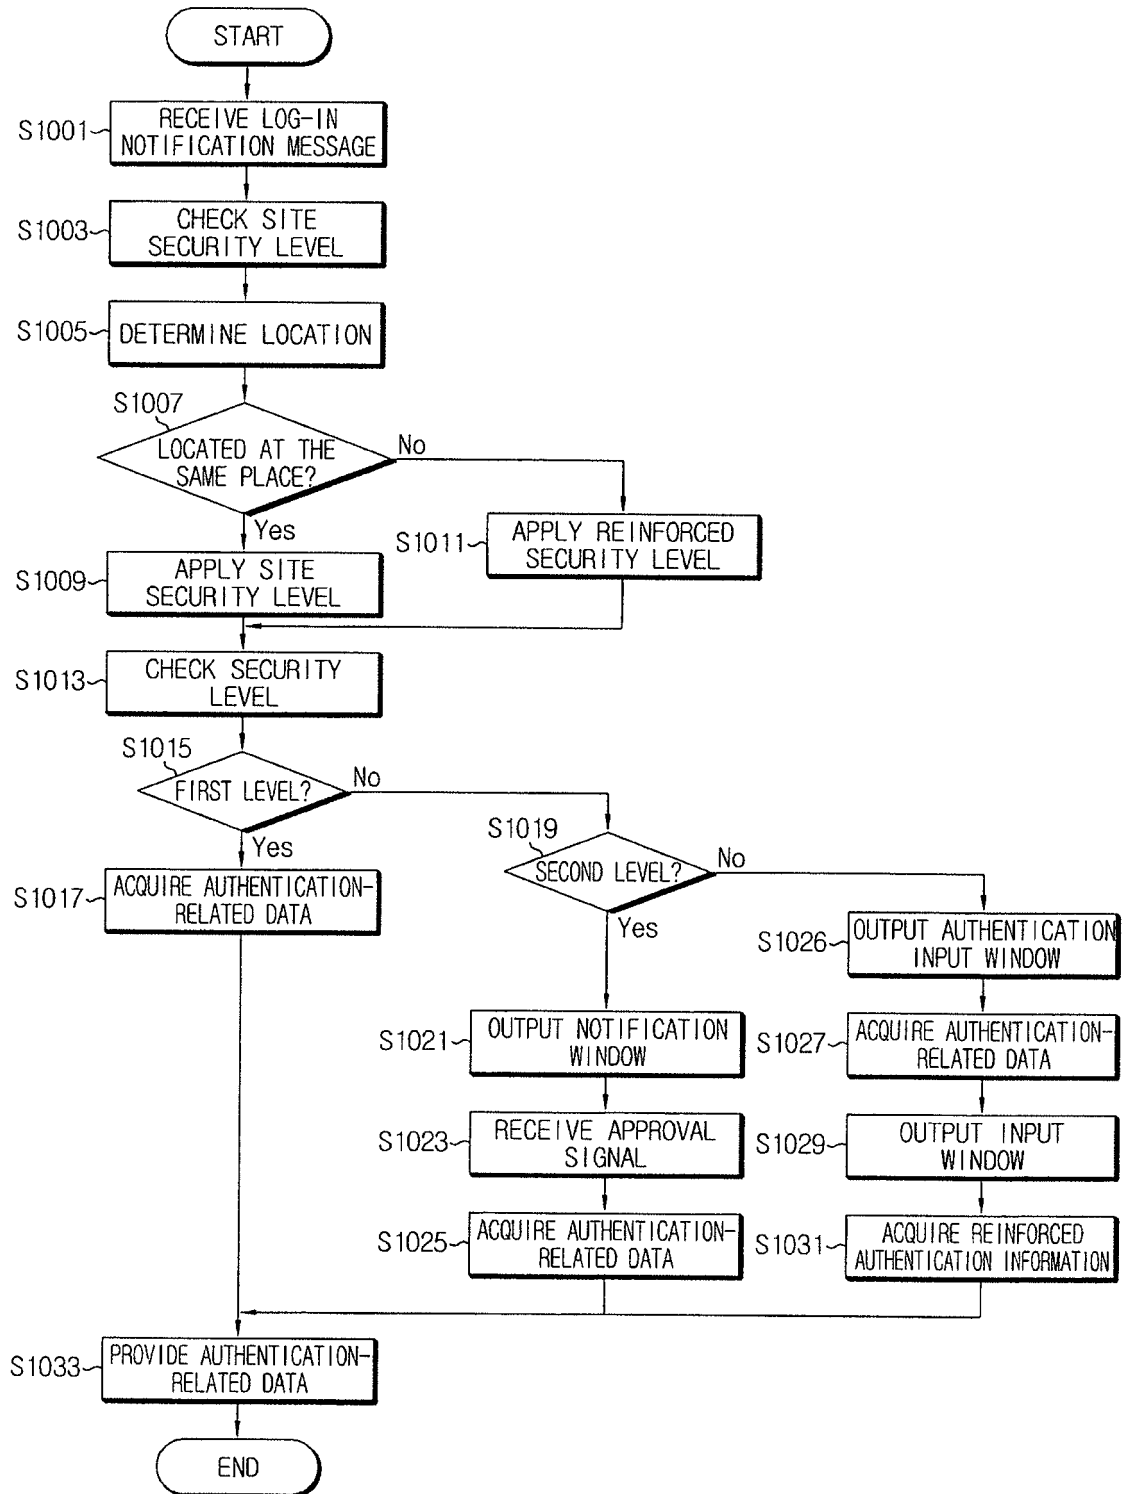 START
S1001
RECEIVE LOG-IN
NOTIFICATION MESSAGE
S1003
CHECK SITE
SECURITY LEVEL
S1005
DETERMINE LOCATION
S1007
LOCATED AT THE
SAME PLACE?
No
Yes
S1011
APPLY REINFORCED
SECURITY LEVEL
S1009
APPLY SITE
SECURITY LEVEL
S1013
CHECK SECURITY
LEVEL
S1015
FIRST LEVEL?
No
Yes
S1019
SECOND LEVEL?
No
Yes
S1017
ACQUIRE AUTHENTICATION-
RELATED DATA
S1026
OUTPUT AUTHENTICATION
INPUT WINDOW
S1021
OUTPUT NOTIFICATION
WINDOW
S1027
ACQUIRE AUTHENTICATION-
RELATED DATA
S1023
RECEIVE APPROVAL
SIGNAL
S1029
OUTPUT INPUT
WINDOW
S1025
ACQUIRE AUTHENTICATION-
RELATED DATA
S1031
ACQUIRE REINFORCED
AUTHENTICATION INFORMATION
S1033
PROVIDE AUTHENTICATION-
RELATED DATA
END